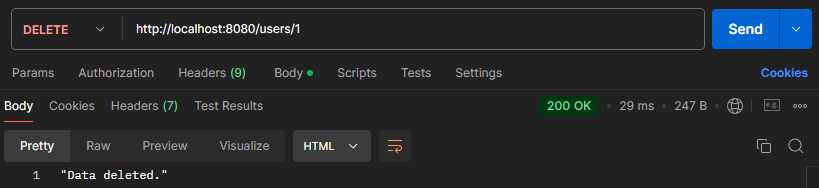 DELETE http://localhost:8080/users/1 Send
Params Authorization Headers (9) Body Scripts Tests Settings Cookies
Body Cookies Headers (7) Test Results 200 OK 29 ms 247 B e.g.
Pretty Raw Preview Visualize HTML
1 "Data deleted."